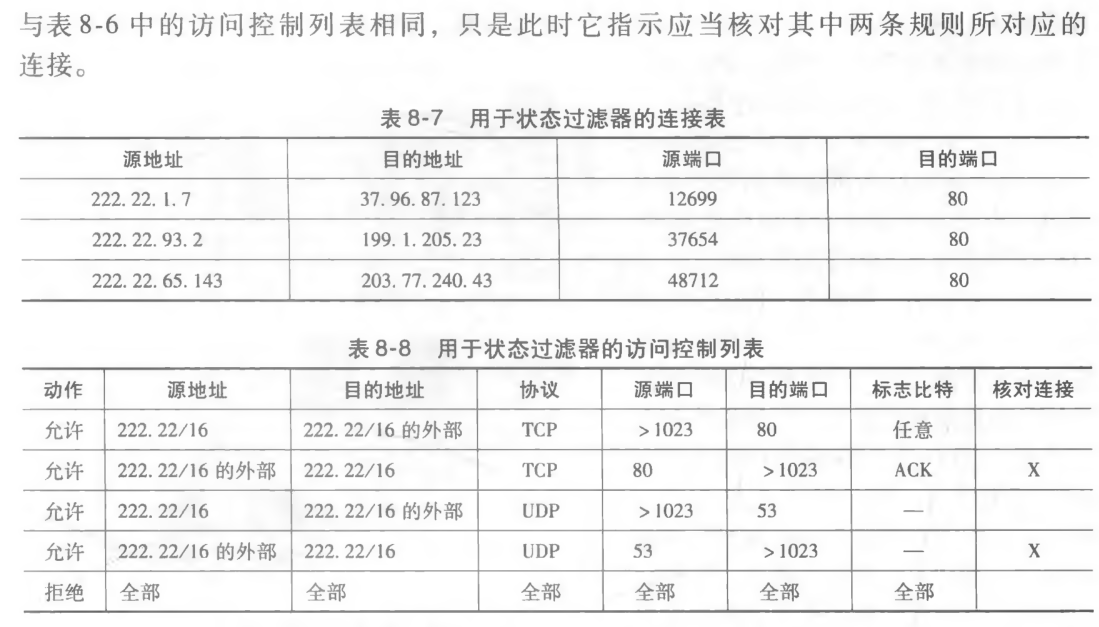 与表8-6中的访问控制列表相同，只是此时它指示应当核对其中两条规则所对应的
连接。
表8-7 用于状态过滤器的连接表
源地址 目的地址 源端口 目的端口
222.22.1.7 37.96.87.123 12699 80
222.22.93.2 199.1.205.23 37654 80
222.22.65.143 203.77.240.43 48712 80
表8-8 用于状态过滤器的访问控制列表
动作 源地址 目的地址 协议 源端口 目的端口 标志比特 核对连接
允许 222.22/16 222.22/16的外部 TCP >1023 80 任意
允许 222.22/16的外部 222.22/16 TCP 80 >1023 ACK X
允许 222.22/16 222.22/16的外部 UDP >1023 53 —
允许 222.22/16的外部 222.22/16 UDP 53 >1023 — X
拒绝 全部 全部 全部 全部 全部 全部